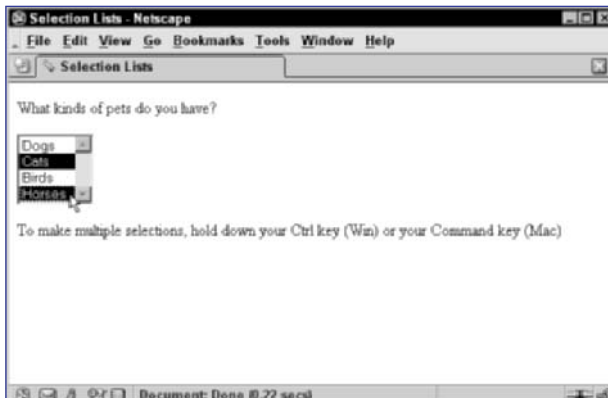 Selection Lists - Netscape
File Edit View Go Bookmarks Tools Window Help
Selection Lists
What kinds of pets do you have?
Dogs
Cats
Birds
Horses
To make multiple selections, hold down your Ctrl key (Win) or your Command key (Mac)
Document: Done (0.22 secs)